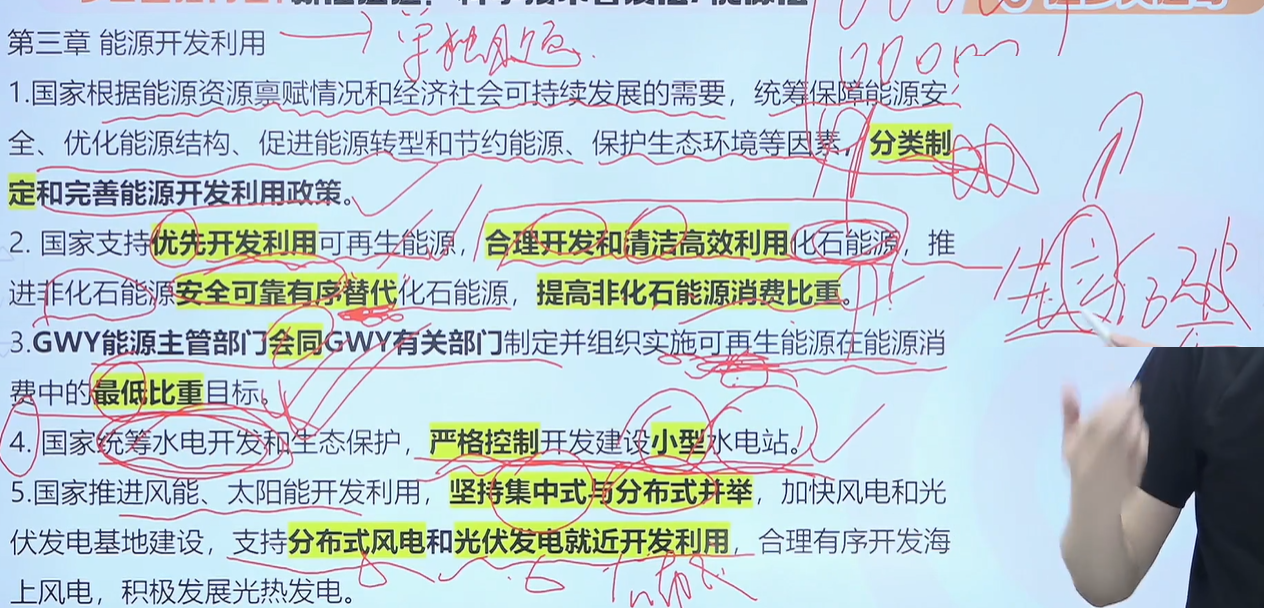 第三章 能源开发利用
单独出题
1.国家根据能源资源禀赋情况和经济社会可持续发展的需要，统筹保障能源安
全、优化能源结构、促进能源转型和节约能源、保护生态环境等因素，分类制
定和完善能源开发利用政策。
2. 国家支持优先开发利用可再生能源，合理开发和清洁高效利用化石能源，推
进非化石能源安全可靠有序替代化石能源，提高非化石能源消费比重。
3.GWY能源主管部门会同GWY有关部门制定并组织实施可再生能源在能源消
费中的最低比重目标。
4. 国家统筹水电开发和生态保护，严格控制开发建设小型水电站。
5.国家推进风能、太阳能开发利用，坚持集中式与分布式并举，加快风电和光
伏发电基地建设，支持分布式风电和光伏发电就近开发利用，合理有序开发海
上风电，积极发展光热发电。